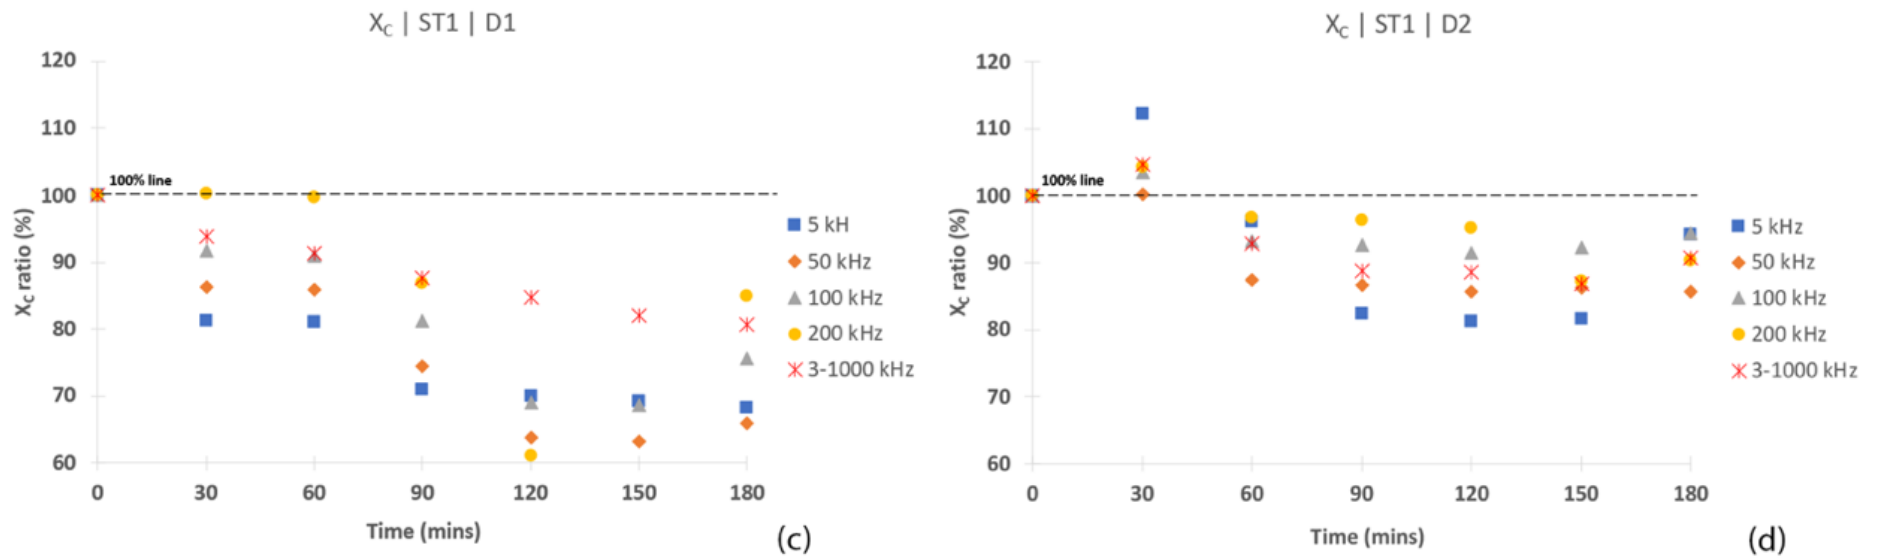 X_C | ST1 | D1
120
110
100
90
80
70
60
X_C ratio (%)
100% line
0 30 60 90 120 150 180
Time (mins)
5 kH
50 kHz
100 kHz
200 kHz
3-1000 kHz
(c)
X_C | ST1 | D2
120
110
100
90
80
70
60
X_C ratio (%)
100% line
0 30 60 90 120 150 180
Time (mins)
5 kHz
50 kHz
100 kHz
200 kHz
3-1000 kHz
(d)